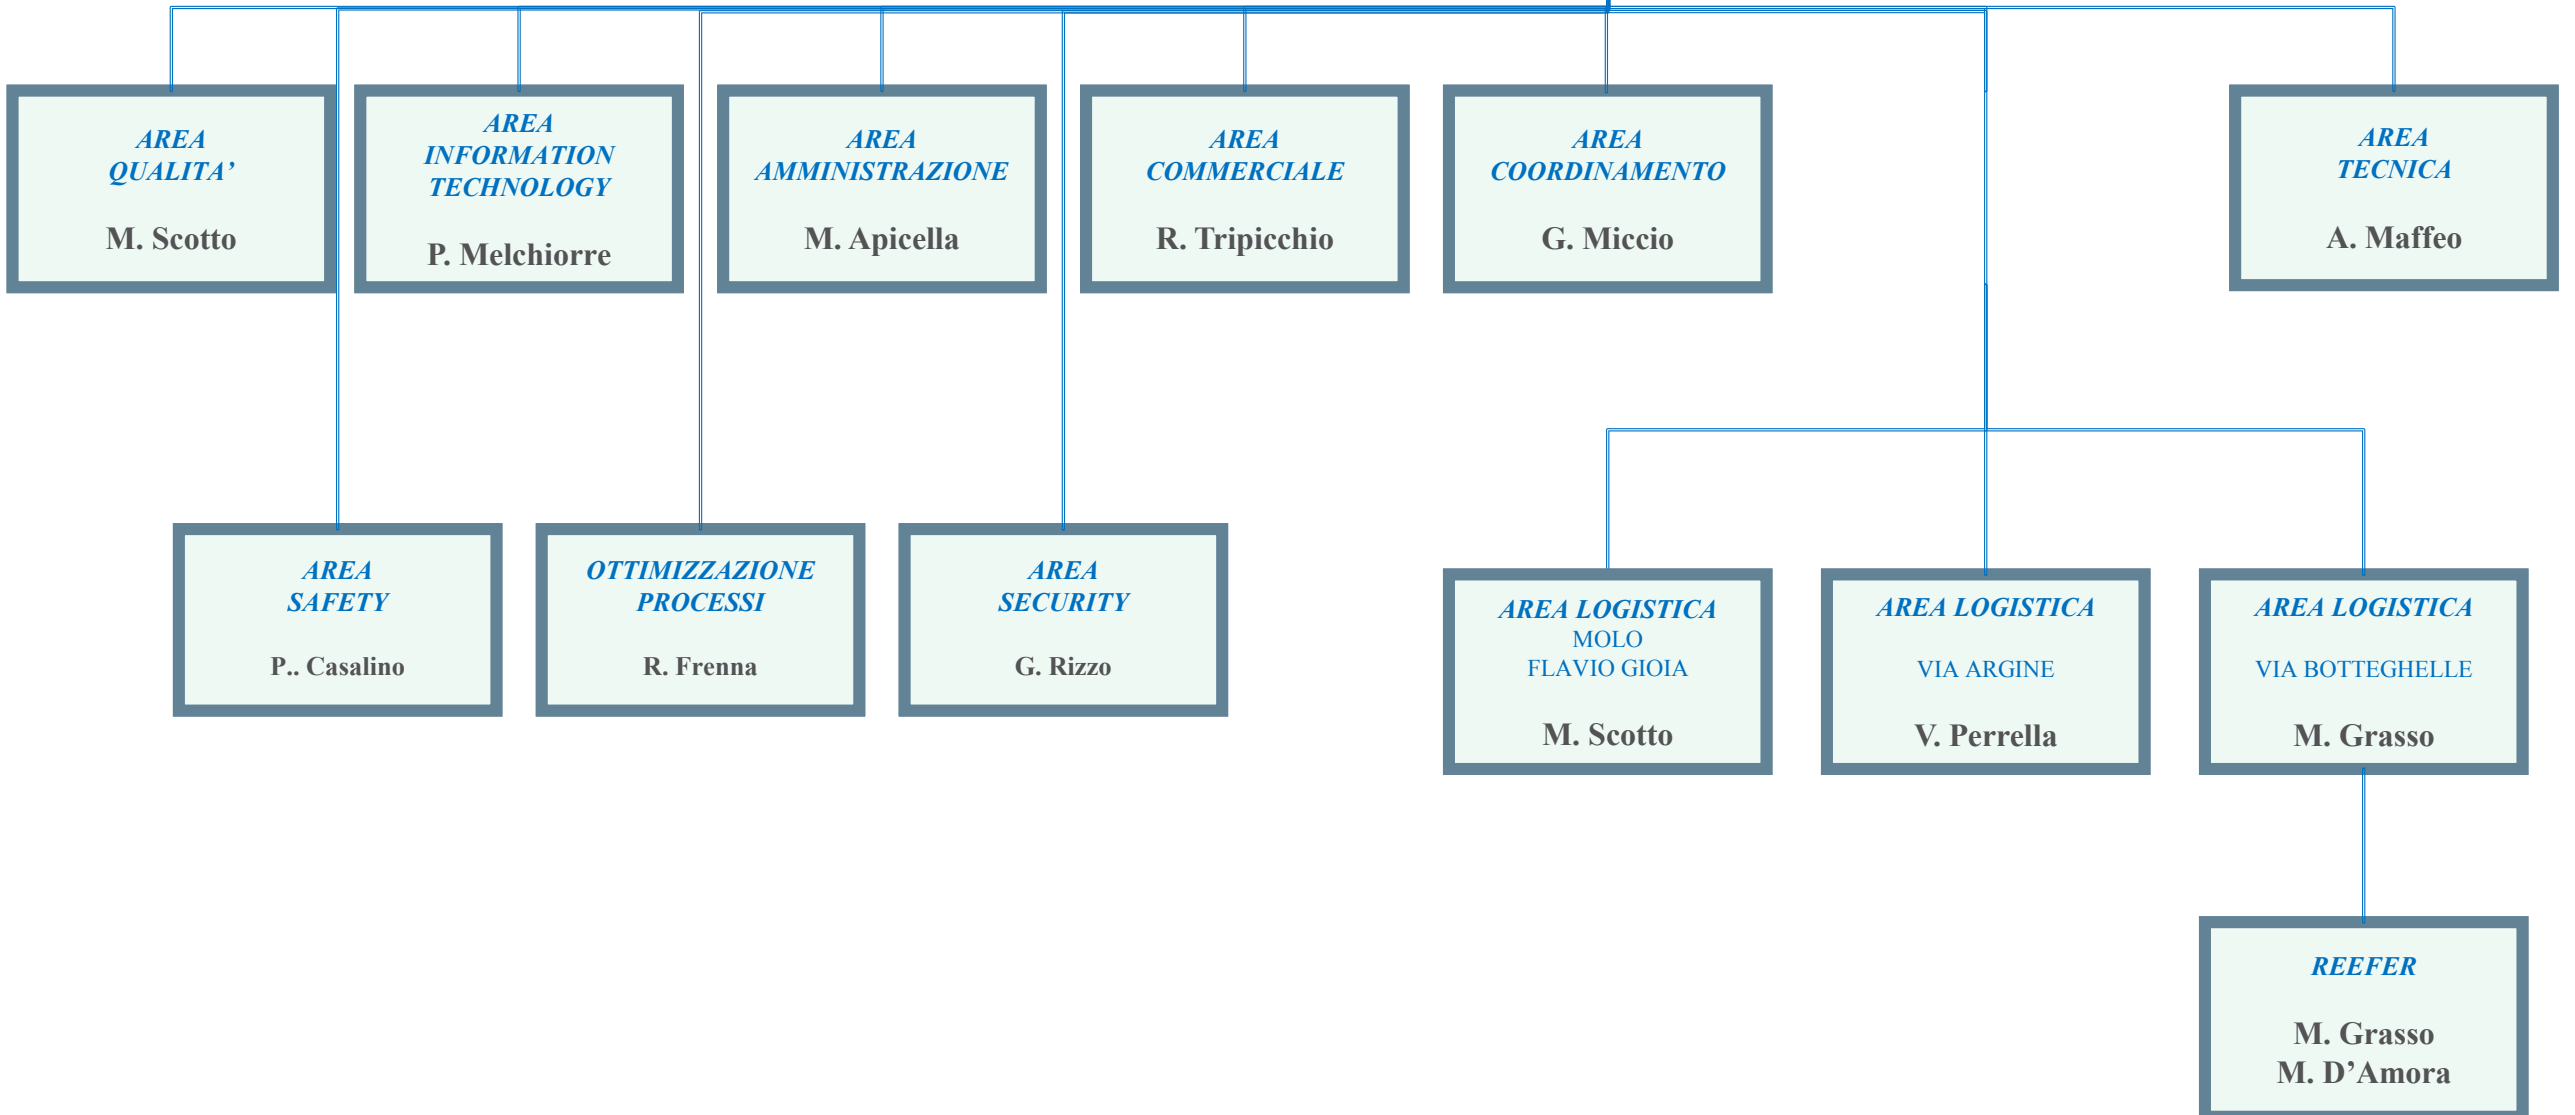 AREA
QUALITA’
M. Scotto
AREA
INFORMATION
TECHNOLOGY
P. Melchiorre
AREA
AMMINISTRAZIONE
M. Apicella
AREA
COMMERCIALE
R. Tripicchio
AREA
COORDINAMENTO
G. Miccio
AREA
TECNICA
A. Maffeo
AREA
SAFETY
P.. Casalino
OTTIMIZZAZIONE
PROCESSI
R. Frenna
AREA
SECURITY
G. Rizzo
AREA LOGISTICA
MOLO
FLAVIO GIOIA
M. Scotto
AREA LOGISTICA
VIA ARGINE
V. Perrella
AREA LOGISTICA
VIA BOTTEGHELLE
M. Grasso
REEFER
M. Grasso
M. D’Amora